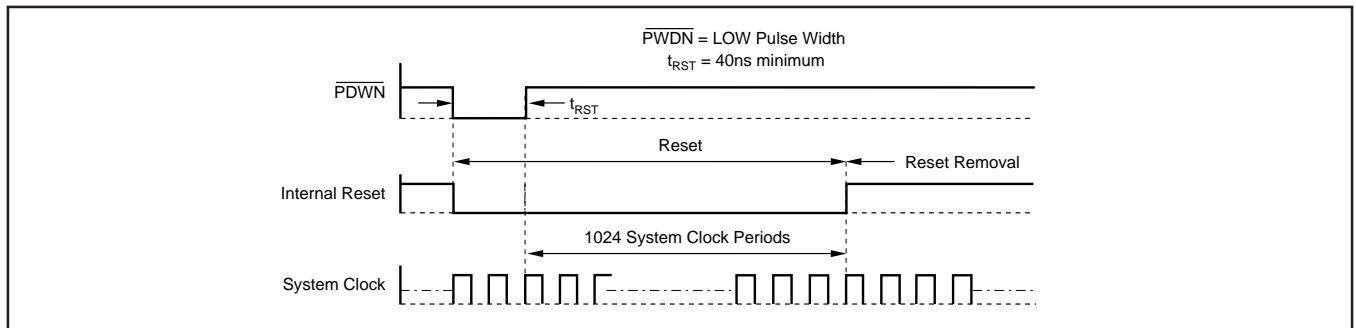 PWDN = LOW Pulse Width
tRST = 40ns minimum
PDWN
tRST
Reset
Reset Removal
Internal Reset
1024 System Clock Periods
System Clock